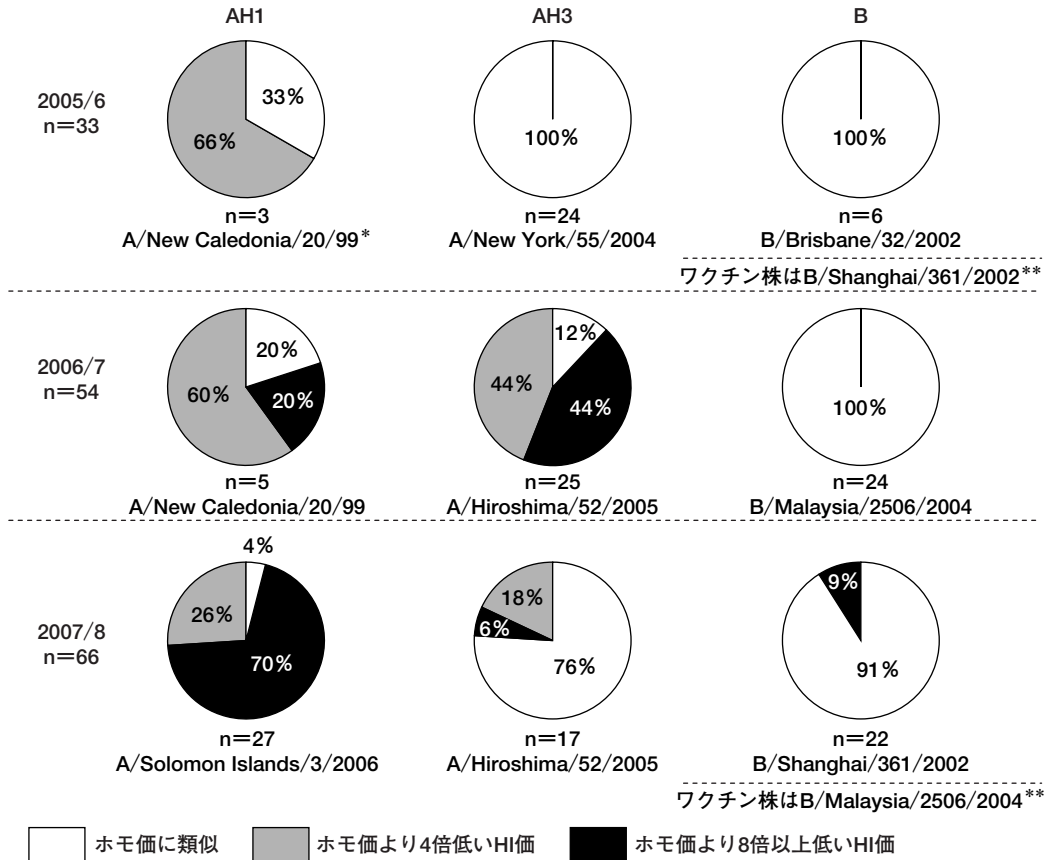 AH1 AH3 B
2005/6
n=33
33%
66%
100%
100%
n=3
A/New Caledonia/20/99*
n=24
A/New York/55/2004
n=6
B/Brisbane/32/2002
ワクチン株はB/Shanghai/361/2002**
2006/7
n=54
20%
60%
20%
12%
44%
44%
100%
n=5
A/New Caledonia/20/99
n=25
A/Hiroshima/52/2005
n=24
B/Malaysia/2506/2004
2007/8
n=66
4%
26%
70%
18%
6%
76%
9%
91%
n=27
A/Solomon Islands/3/2006
n=17
A/Hiroshima/52/2005
n=22
B/Shanghai/361/2002
ワクチン株はB/Malaysia/2506/2004**
ホモ価に類似 ホモ価より4倍低いHI価 ホモ価より8倍以上低いHI価